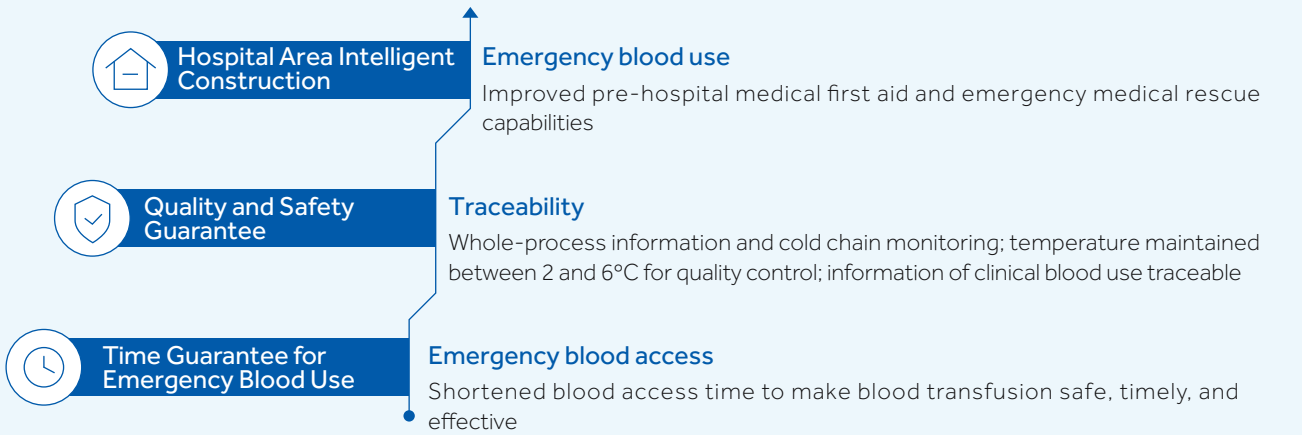 Hospital Area Intelligent
Construction
Emergency blood use
Improved pre-hospital medical first aid and emergency medical rescue
capabilities
Quality and Safety
Guarantee
Traceability
Whole-process information and cold chain monitoring; temperature maintained
between 2 and 6°C for quality control; information of clinical blood use traceable
Time Guarantee for
Emergency Blood Use
Emergency blood access
Shortened blood access time to make blood transfusion safe, timely, and
effective